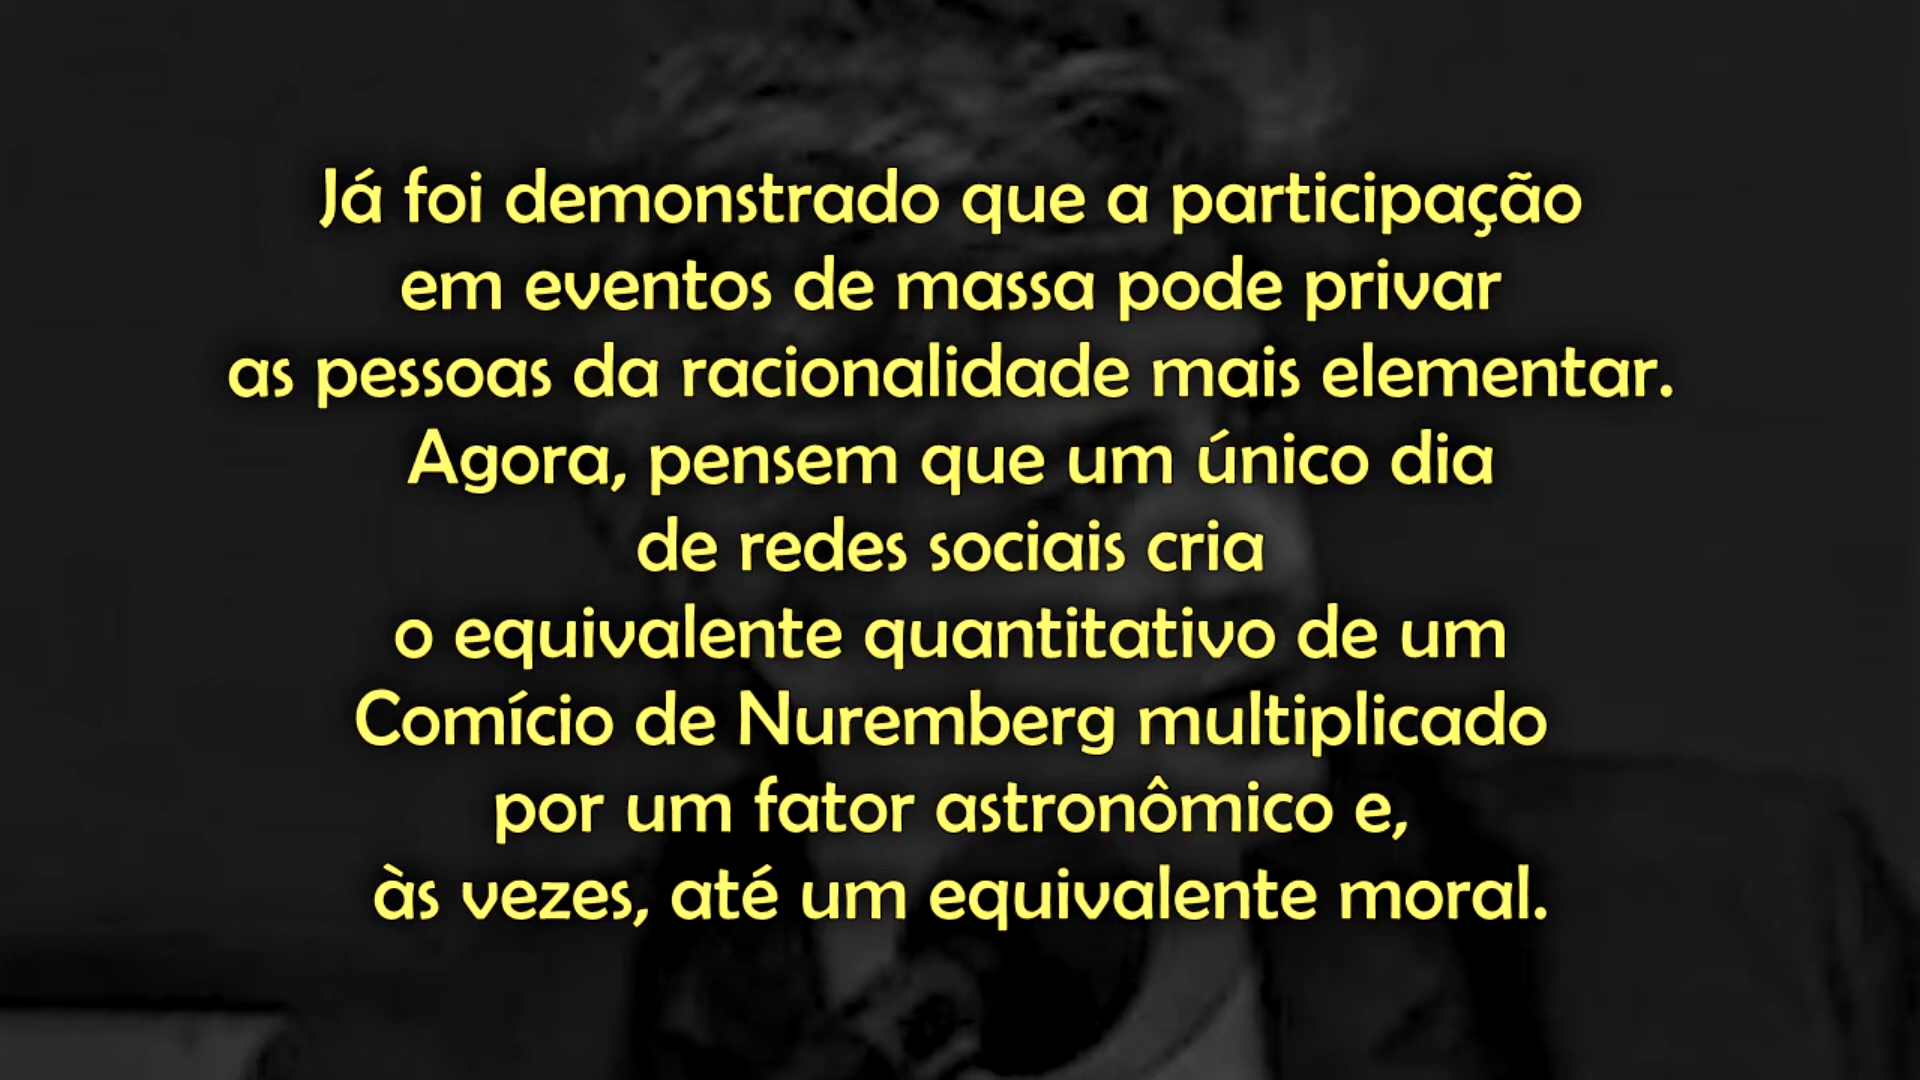 Já foi demonstrado que a participação
em eventos de massa pode privar
as pessoas da racionalidade mais elementar.
Agora, pensem que um único dia
de redes sociais cria
o equivalente quantitativo de um
Comício de Nuremberg multiplicado
por um fator astronômico e,
às vezes, até um equivalente moral.